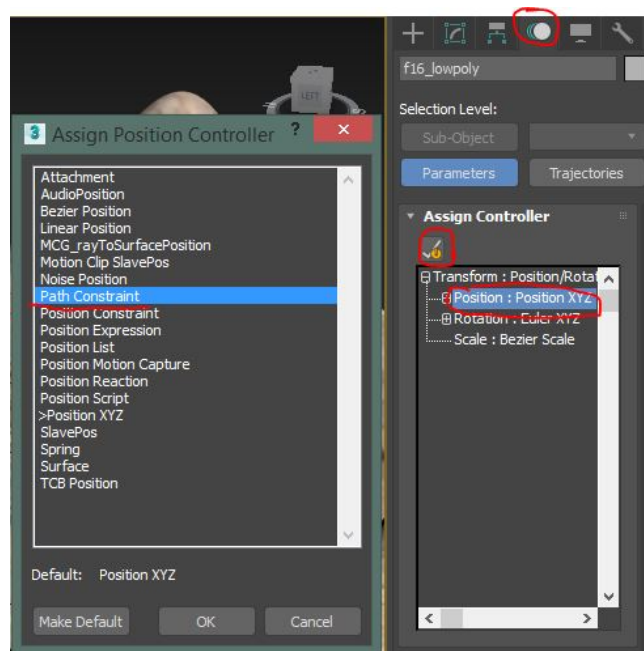 LEFT
3 Assign Position Controller ? ×
Attachment
AudioPosition
Bezier Position
Linear Position
MCG_rayToSurfacePosition
Motion Clip SlavePos
Noise Position
Path Constraint
Position Constraint
Position Expression
Position List
Position Motion Capture
Position Reaction
Position Script
>Position XYZ
SlavePos
Spring
Surface
TCB Position
Default: Position XYZ
Make Default OK Cancel
f16_lowpoly
Selection Level:
Sub-Object
Parameters Trajectories
Assign Controller
Transform : Position/Rotat
Position : Position XYZ
Rotation : Euler XYZ
Scale : Bezier Scale